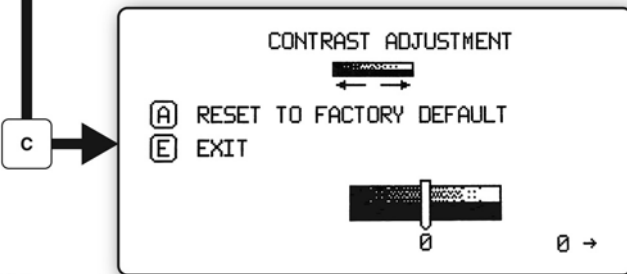 CONTRAST ADJUSTMENT
A RESET TO FACTORY DEFAULT
C
E EXIT
0
0 →